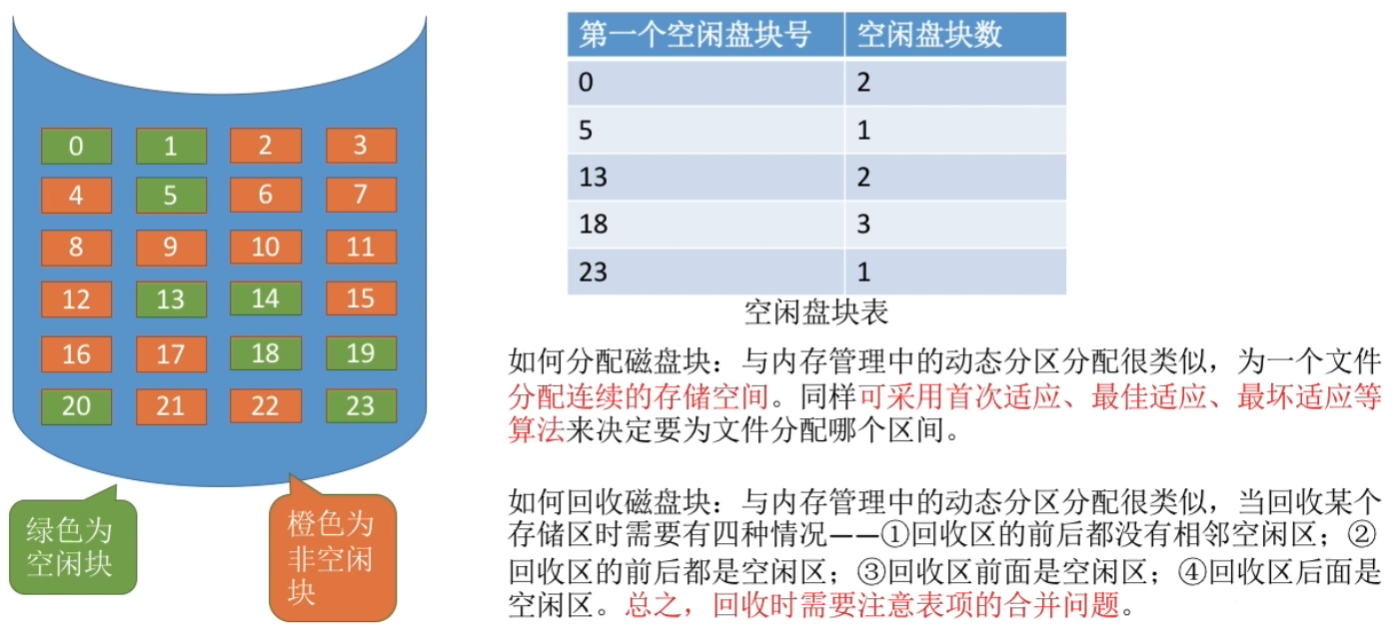 0 1 2 3
4 5 6 7
8 9 10 11
12 13 14 15
16 17 18 19
20 21 22 23
绿色为
空闲块
橙色为
非空闲
块
第一个空闲盘块号 空闲盘块数
0 2
5 1
13 2
18 3
23 1
空闲盘块表
如何分配磁盘块：与内存管理中的动态分区分配很类似，为一个文件
分配连续的存储空间。同样可采用首次适应、最佳适应、最坏适应等
算法来决定要为文件分配哪个区间。
如何回收磁盘块：与内存管理中的动态分区分配很类似，当回收某个
存储区时需要有四种情况——①回收区的前后都没有相邻空闲区；②
回收区的前后都是空闲区；③回收区前面是空闲区；④回收区后面是
空闲区。总之，回收时需要注意表项的合并问题。